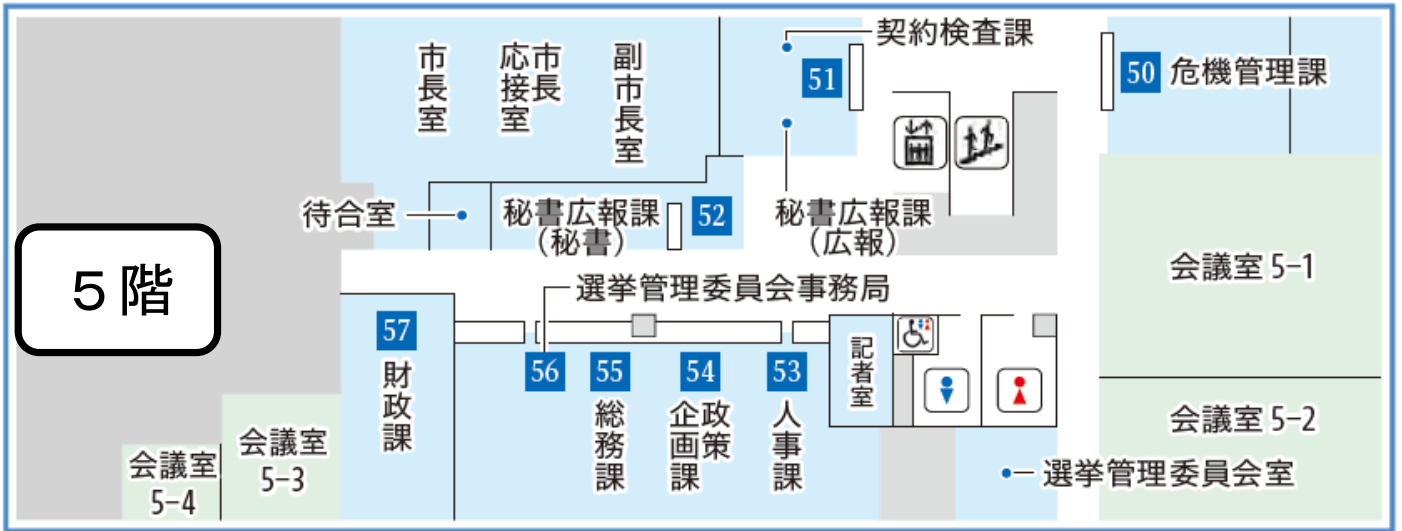 契約検査課
市長室
市長
応接室
副市長室
51
50 危機管理課
待合室
秘書広報課
(秘書)
52
秘書広報課
(広報)
5階
選挙管理委員会事務局
会議室 5-1
57
財政課
56
55
総務課
54
政策
企画課
53
人事課
記者室
会議室 5-2
会議室
5-3
会議室
5-4
選挙管理委員会室